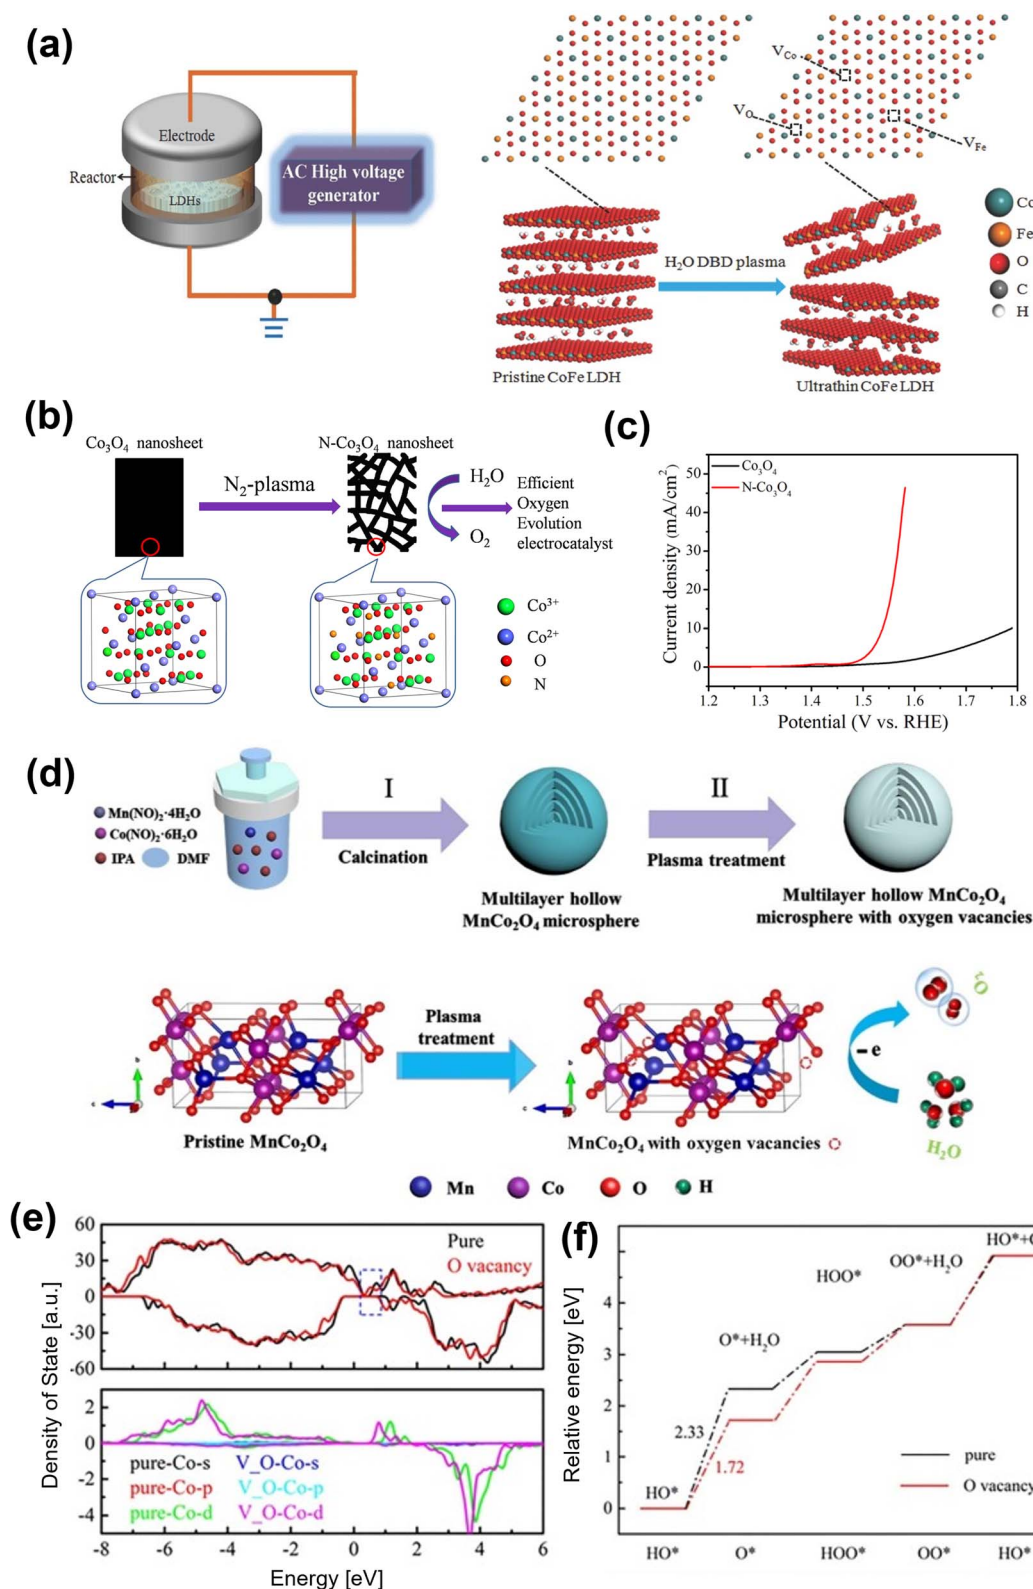 (a)
Electrode
Reactor
LDHs
AC High voltage
generator
V_Co
V_O
V_Fe
H₂O DBD plasma
Pristine CoFe LDH
Ultrathin CoFe LDH
Co
Fe
O
C
H
(b)
Co₃O₄ nanosheet
N₂-plasma
N-Co₃O₄ nanosheet
H₂O
O₂
Efficient
Oxygen
Evolution
electrocatalyst
Co³⁺
Co²⁺
O
N
(c)
Co₃O₄
N-Co₃O₄
Current density (mA/cm²)
50
45
40
35
30
25
20
15
10
5
0
1.2 1.3 1.4 1.5 1.6 1.7 1.8
Potential (V vs. RHE)
(d)
Mn(NO)₂·4H₂O
Co(NO)₂·6H₂O
IPA DMF
I
Calcination
Multilayer hollow
MnCo₂O₄ microsphere
II
Plasma treatment
Multilayer hollow MnCo₂O₄
microsphere with oxygen vacancies
b
c
Pristine MnCo₂O₄
Plasma
treatment
b
c
MnCo₂O₄ with oxygen vacancies
– e
H₂O
Mn Co O H
(e)
Density of State [a.u.]
60
30
0
-30
-60
Pure
O vacancy
2
0
-2
-4
pure-Co-s V_O-Co-s
pure-Co-p V_O-Co-p
pure-Co-d V_O-Co-d
-8 -6 -4 -2 0 2 4 6
Energy [eV]
(f)
Relative energy [eV]
4
3
2
1
0
HO*
2.33
1.72
O*+H₂O
HOO*
OO*+H₂O
pure
O vacancy
HO* O* HOO* OO* HO*